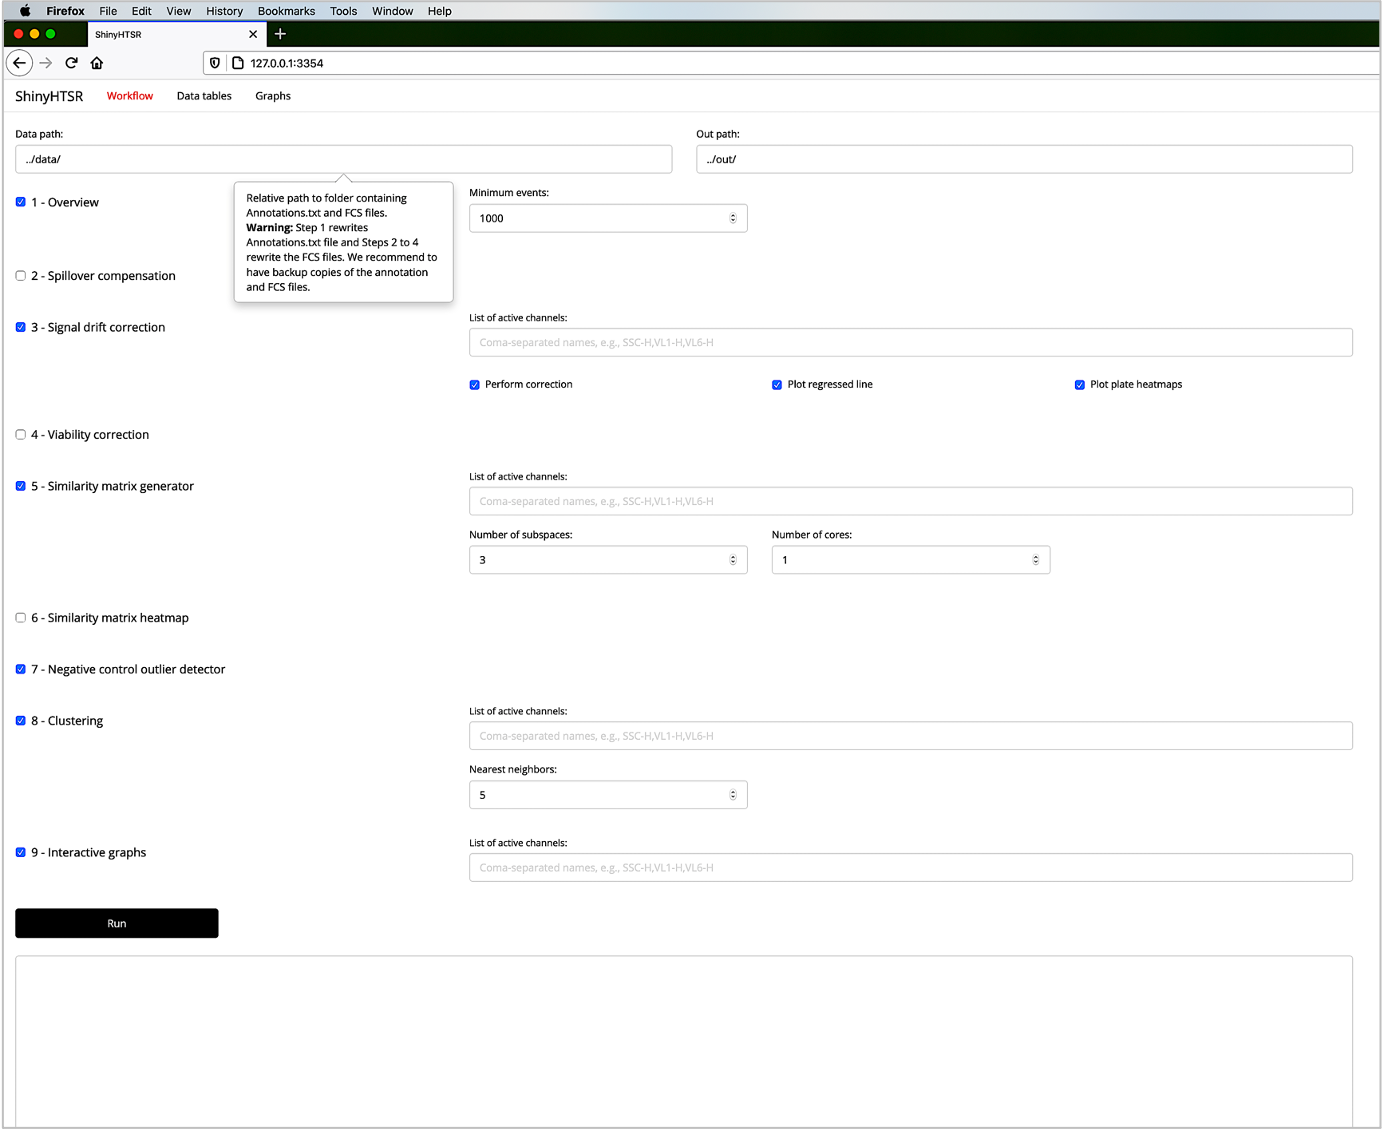 Firefox File Edit View History Bookmarks Tools Window Help
ShinyHTSR
127.0.0.1:3354
ShinyHTSR Workflow Data tables Graphs
Data path: Out path:
../data/ ../out/
Relative path to folder containing
Annotations.txt and FCS files.
Warning: Step 1 rewrites
Annotations.txt file and Steps 2 to 4
rewrite the FCS files. We recommend to
have backup copies of the annotation
and FCS files.
1 - Overview
Minimum events:
1000
2 - Spillover compensation
3 - Signal drift correction
List of active channels:
Coma-separated names, e.g., SSC-H,VL1-H,VL6-H
Perform correction Plot regressed line Plot plate heatmaps
4 - Viability correction
5 - Similarity matrix generator
List of active channels:
Coma-separated names, e.g., SSC-H,VL1-H,VL6-H
Number of subspaces: Number of cores:
3 1
6 - Similarity matrix heatmap
7 - Negative control outlier detector
8 - Clustering
List of active channels:
Coma-separated names, e.g., SSC-H,VL1-H,VL6-H
Nearest neighbors:
5
9 - Interactive graphs
List of active channels:
Coma-separated names, e.g., SSC-H,VL1-H,VL6-H
Run